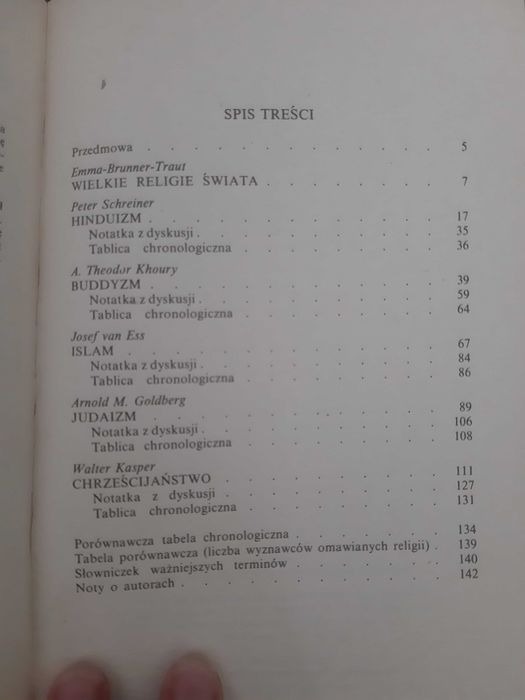 SPIS TREŚCI
Przedmowa . . . . . . . . . . . 5
Emma-Brunner-Traut
WIELKIE RELIGIE ŚWIATA . . . . . . . 7
Peter Schreiner
HINDUIZM . . . . . . . . . . . 17
Notatka z dyskusji . . . . . . . . . 35
Tablica chronologiczna . . . . . . . . 36
A. Theodor Khoury
BUDDYZM . . . . . . . . . . . 39
Notatka z dyskusji . . . . . . . . . 59
Tablica chronologiczna . . . . . . . . 64
Josef van Ess
ISLAM . . . . . . . . . . . . 67
Notatka z dyskusji . . . . . . . . . 84
Tablica chronologiczna . . . . . . . . 86
Arnold M. Goldberg
JUDAIZM . . . . . . . . . . . 89
Notatka z dyskusji . . . . . . . . . 106
Tablica chronologiczna . . . . . . . . 108
Walter Kasper
CHRZEŚCIJAŃSTWO . . . . . . . . 111
Notatka z dyskusji . . . . . . . . 127
Tablica chronologiczna . . . . . . . 131
Porównawcza tabela chronologiczna . . . . . . 134
Tabela porównawcza (liczba wyznawców omawianych religii) . 139
Słowniczek ważniejszych terminów . . . . . . 140
Noty o autorach . . . . . . . . . . 142